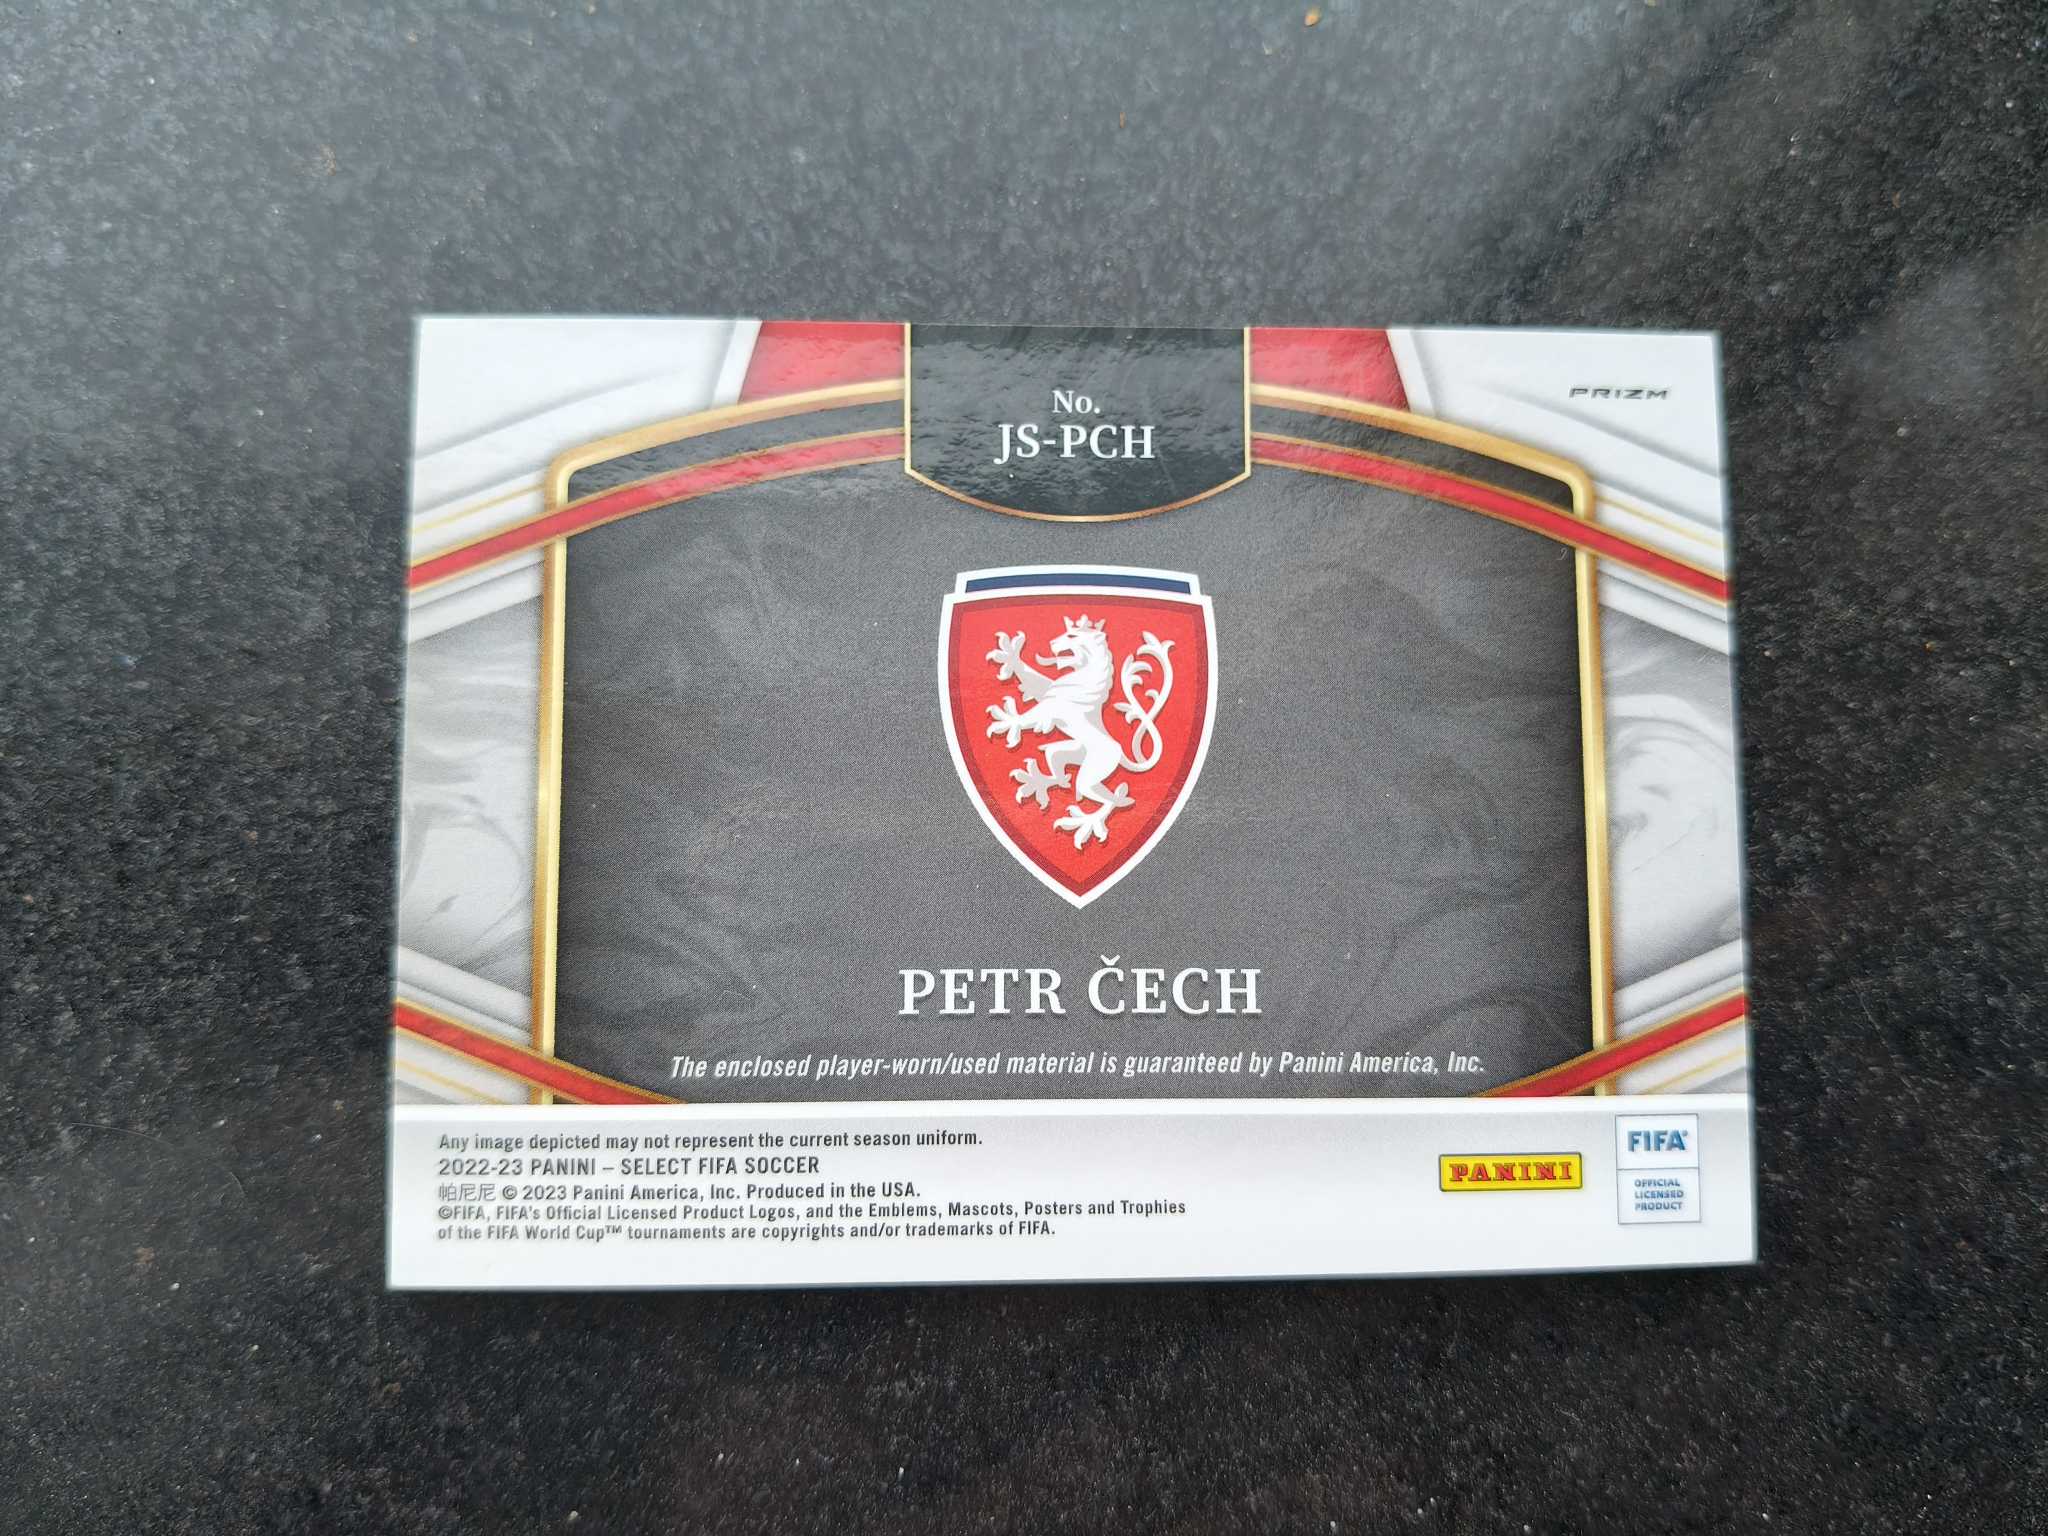 PRIZM
No.
JS-PCH
PETR ČECH
The enclosed player-worn/used material is guaranteed by Panini America, Inc.
Any image depicted may not represent the current season uniform.
2022-23 PANINI – SELECT FIFA SOCCER
帕尼尼 © 2023 Panini America, Inc. Produced in the USA.
©FIFA, FIFA's Official Licensed Product Logos, and the Emblems, Mascots, Posters and Trophies
of the FIFA World Cup™ tournaments are copyrights and/or trademarks of FIFA.
PANINI
FIFA®
OFFICIAL
LICENSED
PRODUCT